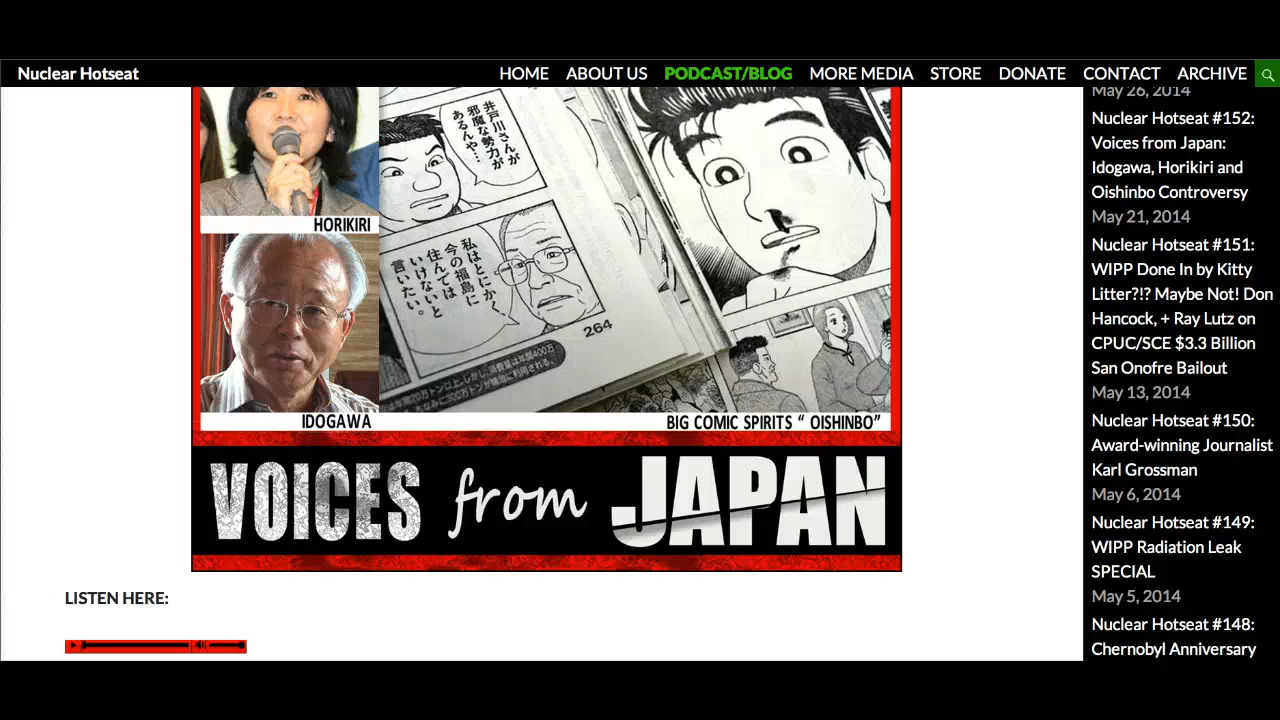 Nuclear Hotseat
HOME ABOUT US PODCAST/BLOG MORE MEDIA STORE DONATE CONTACT ARCHIVE
井戸川さんが
邪魔な勢力が
あるんや…
HORIKIRI
私はとにかく、
今の福島に
住んでは
いけないと
言いたい。
264
IDOGAWA
BIG COMIC SPIRITS “ OISHINBO”
VOICES from JAPAN
LISTEN HERE:
May 26, 2014
Nuclear Hotseat #152:
Voices from Japan:
Idogawa, Horikiri and
Oishinbo Controversy
May 21, 2014
Nuclear Hotseat #151:
WIPP Done In by Kitty
Litter?!? Maybe Not! Don
Hancock, + Ray Lutz on
CPUC/SCE $3.3 Billion
San Onofre Bailout
May 13, 2014
Nuclear Hotseat #150:
Award-winning Journalist
Karl Grossman
May 6, 2014
Nuclear Hotseat #149:
WIPP Radiation Leak
SPECIAL
May 5, 2014
Nuclear Hotseat #148:
Chernobyl Anniversary